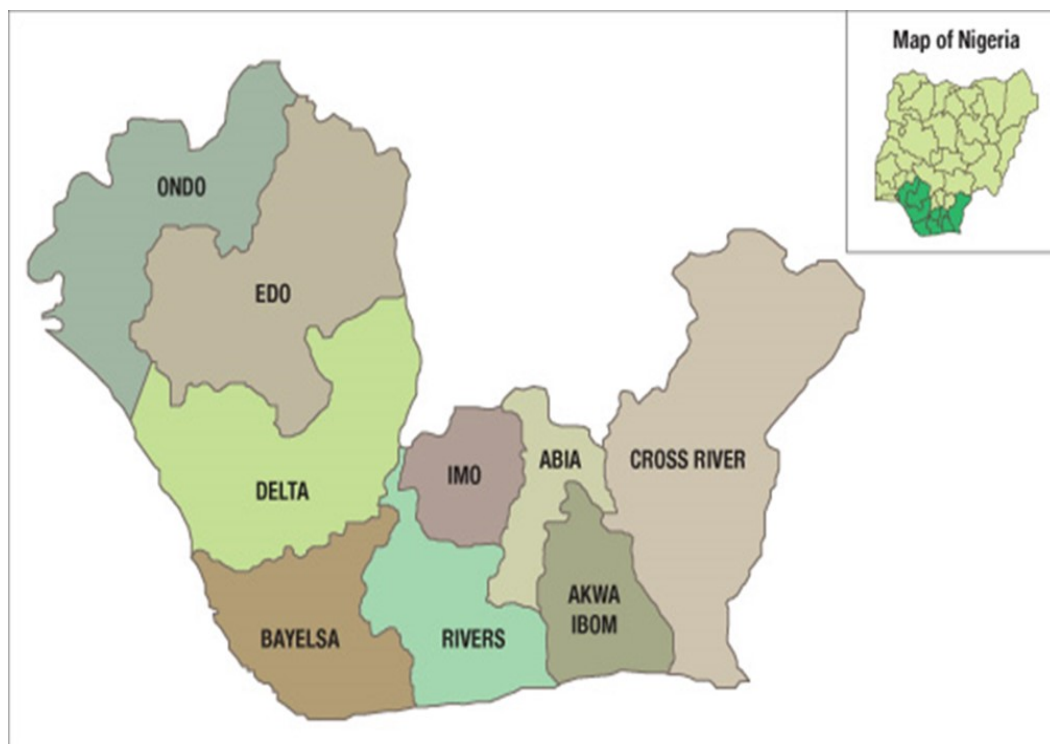 Map of Nigeria
ONDO
EDO
DELTA
IMO
ABIA
CROSS RIVER
BAYELSA
RIVERS
AKWA
IBOM